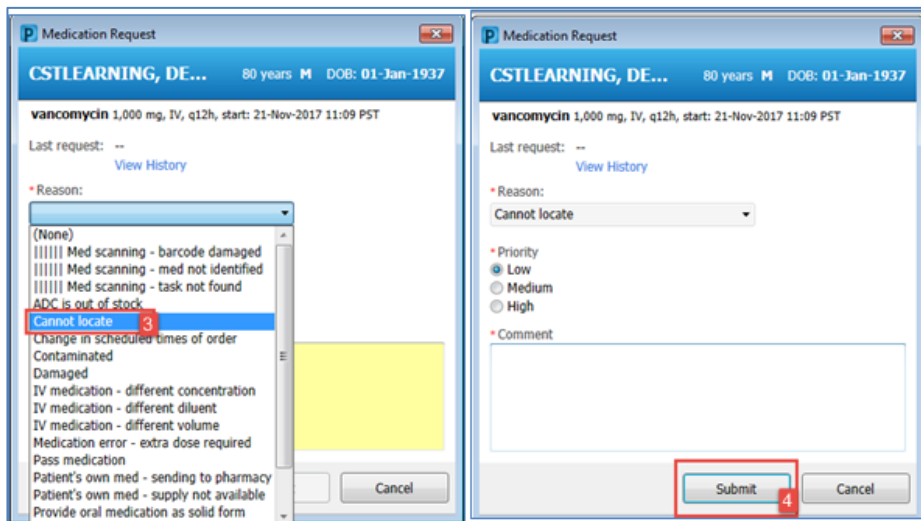 Medication Request
CSTLEARNING, DE... 80 years M DOB: 01-Jan-1937
vancomycin 1,000 mg, IV, q12h, start: 21-Nov-2017 11:09 PST
Last request: --
View History
*Reason:
(None)
|||||| Med scanning - barcode damaged
|||||| Med scanning - med not identified
|||||| Med scanning - task not found
ADC is out of stock
Cannot locate 3
Change in scheduled times of order
Contaminated
Damaged
IV medication - different concentration
IV medication - different diluent
IV medication - different volume
Medication error - extra dose required
Pass medication
Patient's own med - sending to pharmacy
Patient's own med - supply not available
Provide oral medication as solid form
Cancel
Medication Request
CSTLEARNING, DE... 80 years M DOB: 01-Jan-1937
vancomycin 1,000 mg, IV, q12h, start: 21-Nov-2017 11:09 PST
Last request: --
View History
*Reason:
Cannot locate
*Priority
Low
Medium
High
*Comment
Submit 4 Cancel